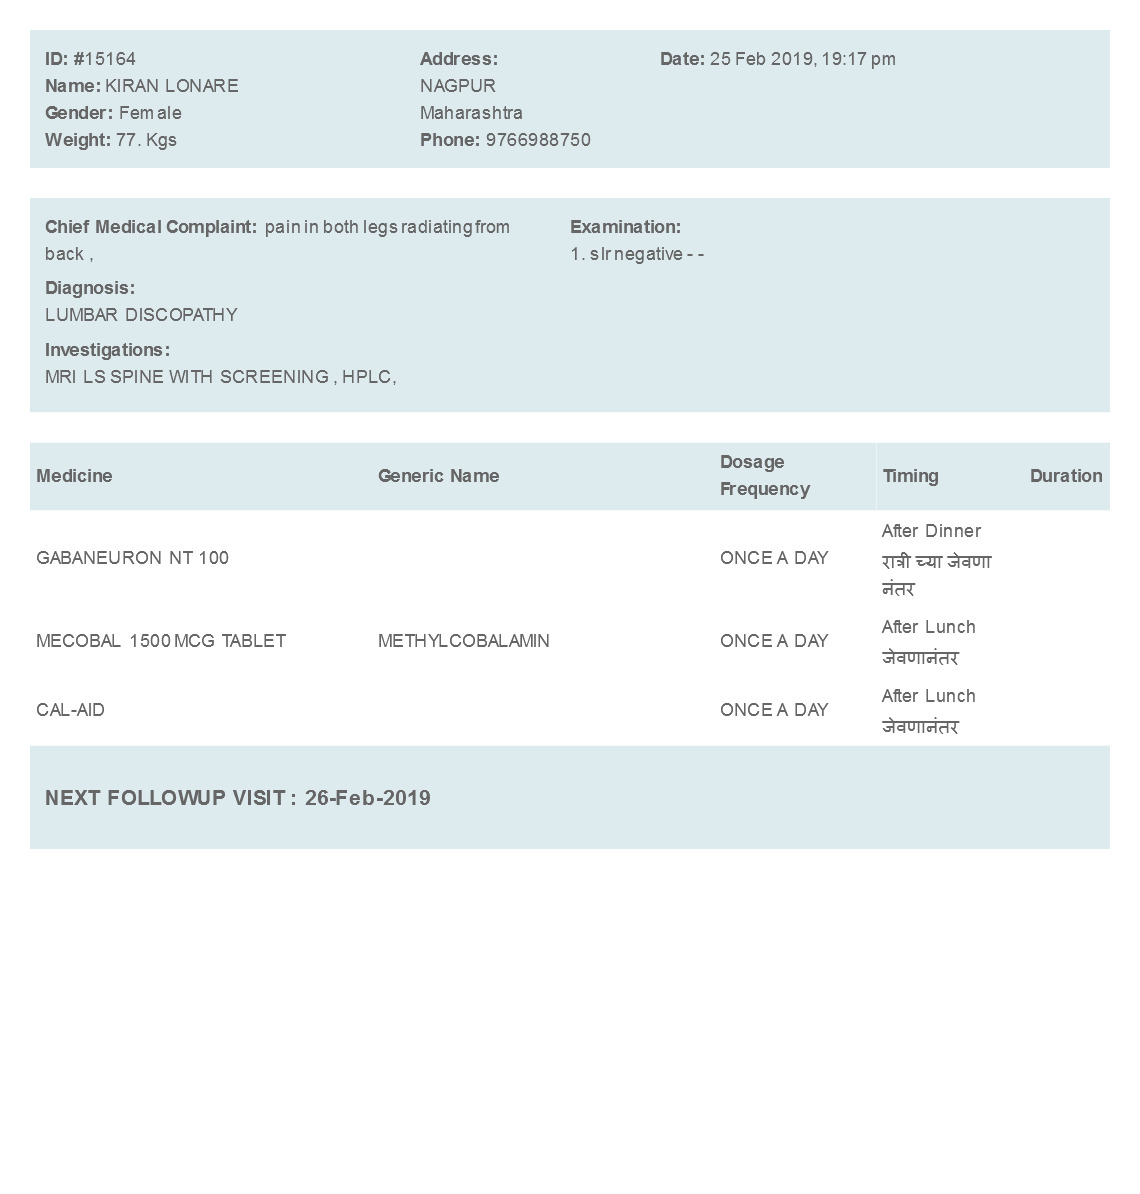 ID: #15164
Name: KIRAN LONARE
Gender: Female
Weight: 77. Kgs
Address:
NAGPUR
Maharashtra
Phone: 9766988750
Date: 25 Feb 2019, 19:17 pm
Chief Medical Complaint: pain in both legs radiating from
back ,
Diagnosis:
LUMBAR DISCOPATHY
Investigations:
MRI LS SPINE WITH SCREENING , HPLC,
Examination:
1. slr negative - -
Medicine Generic Name Dosage Frequency Timing Duration
GABANEURON NT 100 ONCE A DAY After Dinner
रात्री च्या जेवणा
नंतर
MECOBAL 1500 MCG TABLET METHYLCOBALAMIN ONCE A DAY After Lunch
जेवणानंतर
CAL-AID ONCE A DAY After Lunch
जेवणानंतर
NEXT FOLLOWUP VISIT : 26-Feb-2019